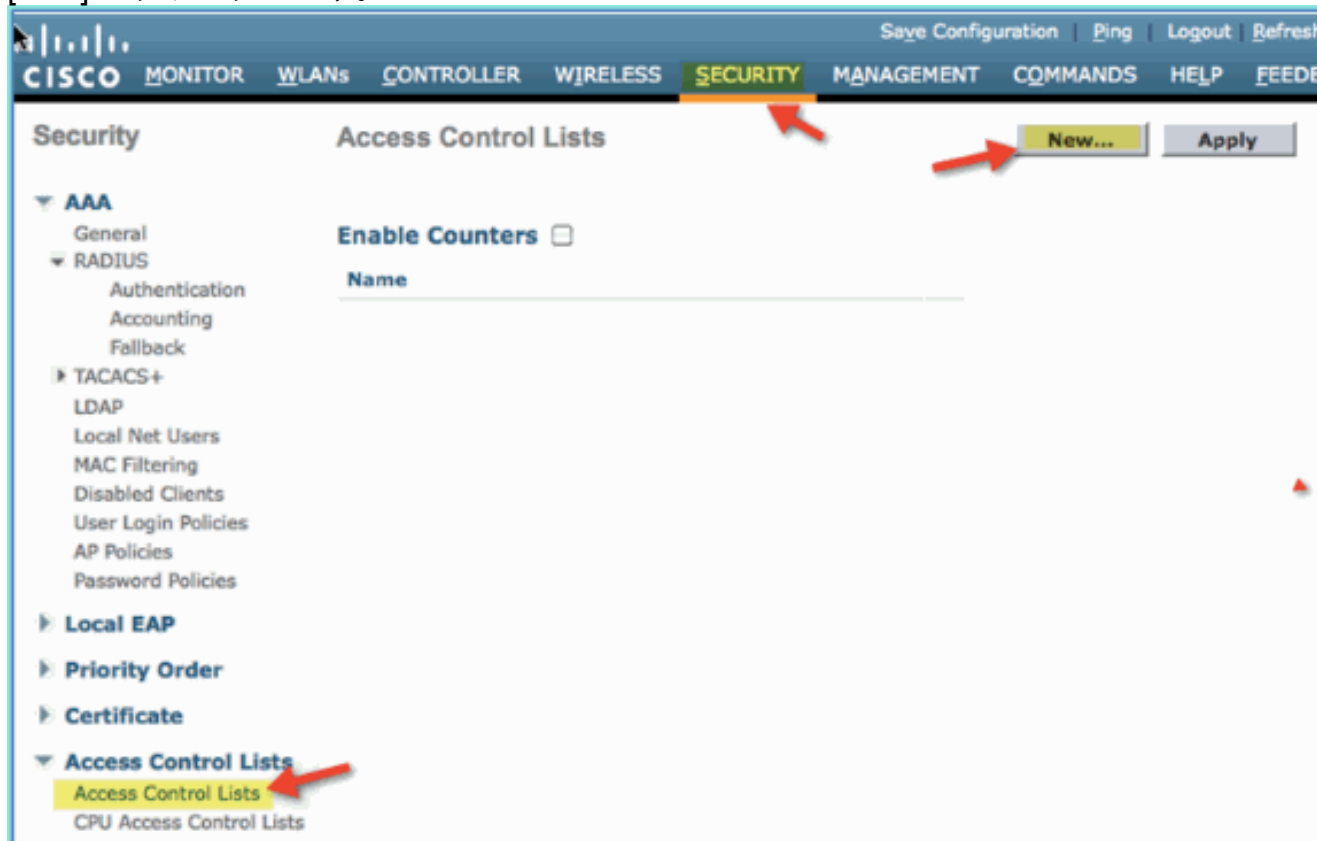 Save Configuration | Ping | Logout | Refresh
CISCO MONITOR WLANs CONTROLLER WIRELESS SECURITY MANAGEMENT COMMANDS HELP
Security
Access Control Lists
New...
Apply
AAA
General
RADIUS
Authentication
Accounting
Fallback
TACACS+
LDAP
Local Net Users
MAC Filtering
Disabled Clients
User Login Policies
AP Policies
Password Policies
Local EAP
Priority Order
Certificate
Access Control Lists
Access Control Lists
CPU Access Control Lists
Enable Counters
Name